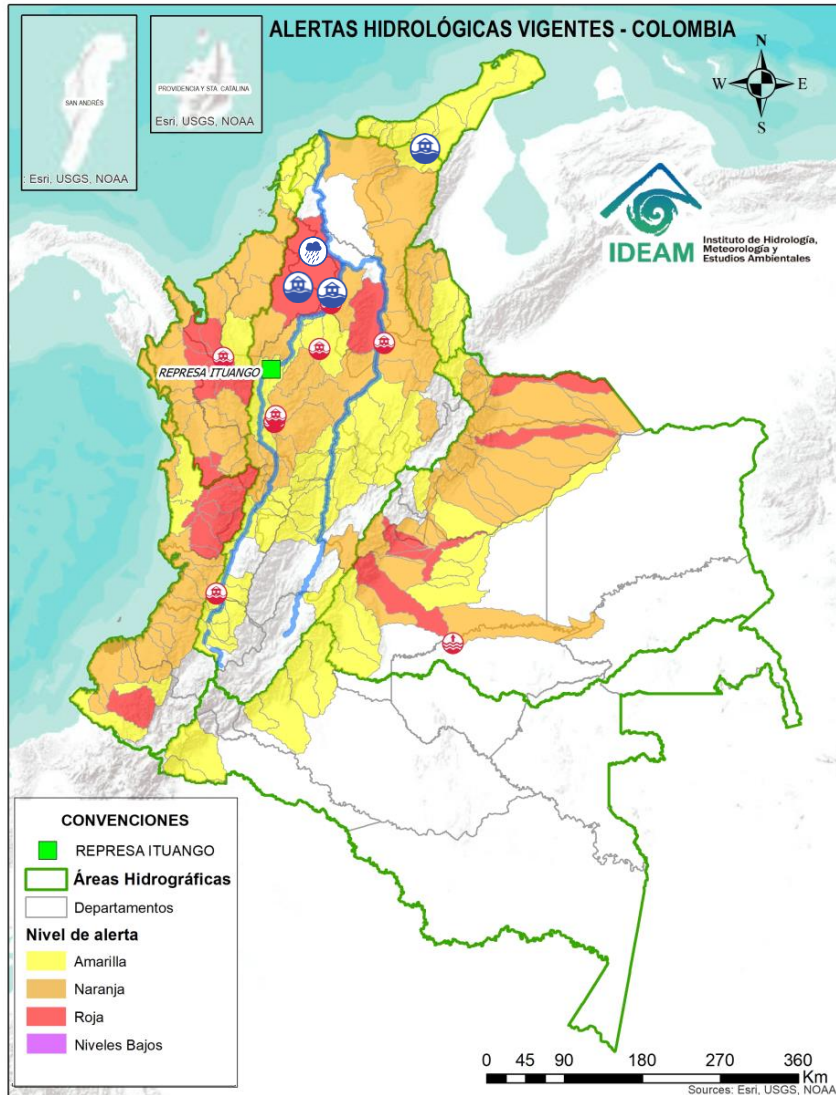 ALERTAS HIDROLÓGICAS VIGENTES - COLOMBIA
SAN ANDRÉS
: Esri, USGS, NOAA
PROVIDENCIA Y STA. CATALINA
Esri, USGS, NOAA
N
W
E
S
IDEAM
Instituto de Hidrología,
Meteorología y
Estudios Ambientales
REPRESA ITUANGO
CONVENCIONES
REPRESA ITUANGO
Áreas Hidrográficas
Departamentos
Nivel de alerta
Amarilla
Naranja
Roja
Niveles Bajos
0 45 90 180 270 360
Km
Sources: Esri, USGS, NOAA